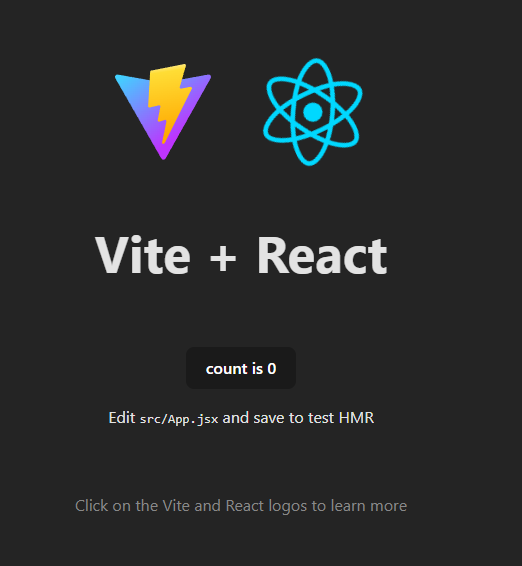 Vite + React
count is 0
Edit src/App.jsx and save to test HMR
Click on the Vite and React logos to learn more